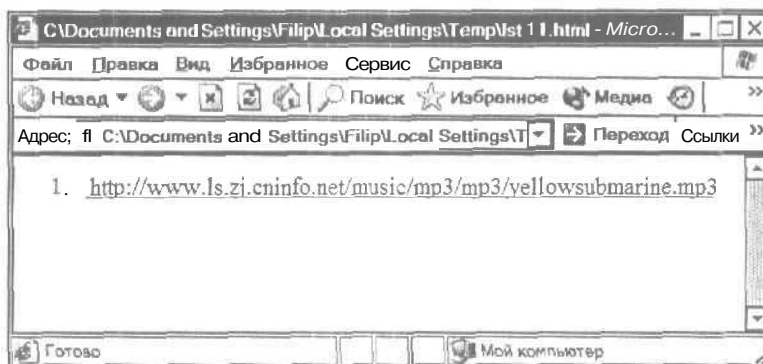 C\Documents and Settings\Filip\Local Settings\Temp\lst 11.html - Micro...
Файл Правка Вид Избранное Сервис Справка
Назад Поиск Избранное Медиа »
Адрес; fl C:\Documents and Settings\Filip\Local Settings\T Переход Ссылки »
1. http://www.ls.zj.cninfo.net/music/mp3/mp3/yellowsubmarine.mp3
Готово Мой компьютер